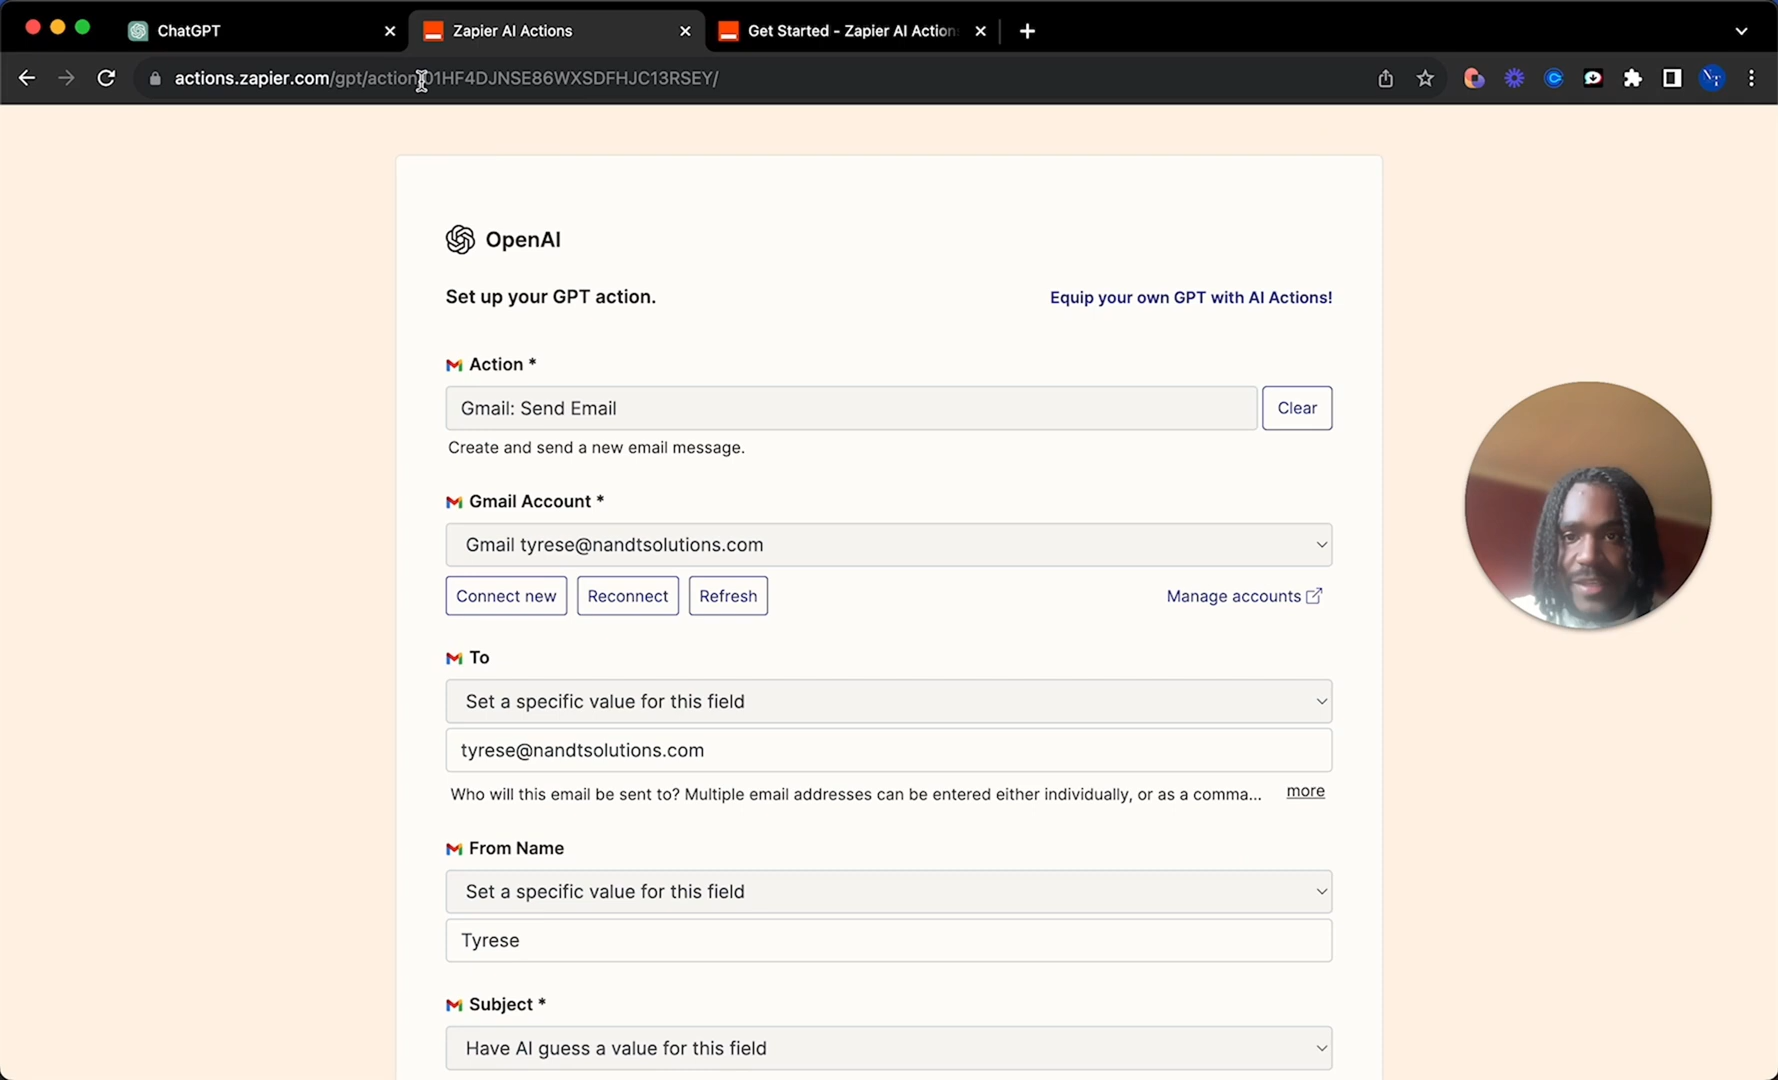 ChatGPT
Zapier AI Actions
Get Started - Zapier AI Action
actions.zapier.com/gpt/action/01HF4DJNSE86WXSDFHJC13RSEY/
OpenAI
Set up your GPT action.
Equip your own GPT with AI Actions!
Action *
Gmail: Send Email
Clear
Create and send a new email message.
Gmail Account *
Gmail tyrese@nandtsolutions.com
Connect new
Reconnect
Refresh
Manage accounts
To
Set a specific value for this field
tyrese@nandtsolutions.com
Who will this email be sent to? Multiple email addresses can be entered either individually, or as a comma...
more
From Name
Set a specific value for this field
Tyrese
Subject *
Have AI guess a value for this field